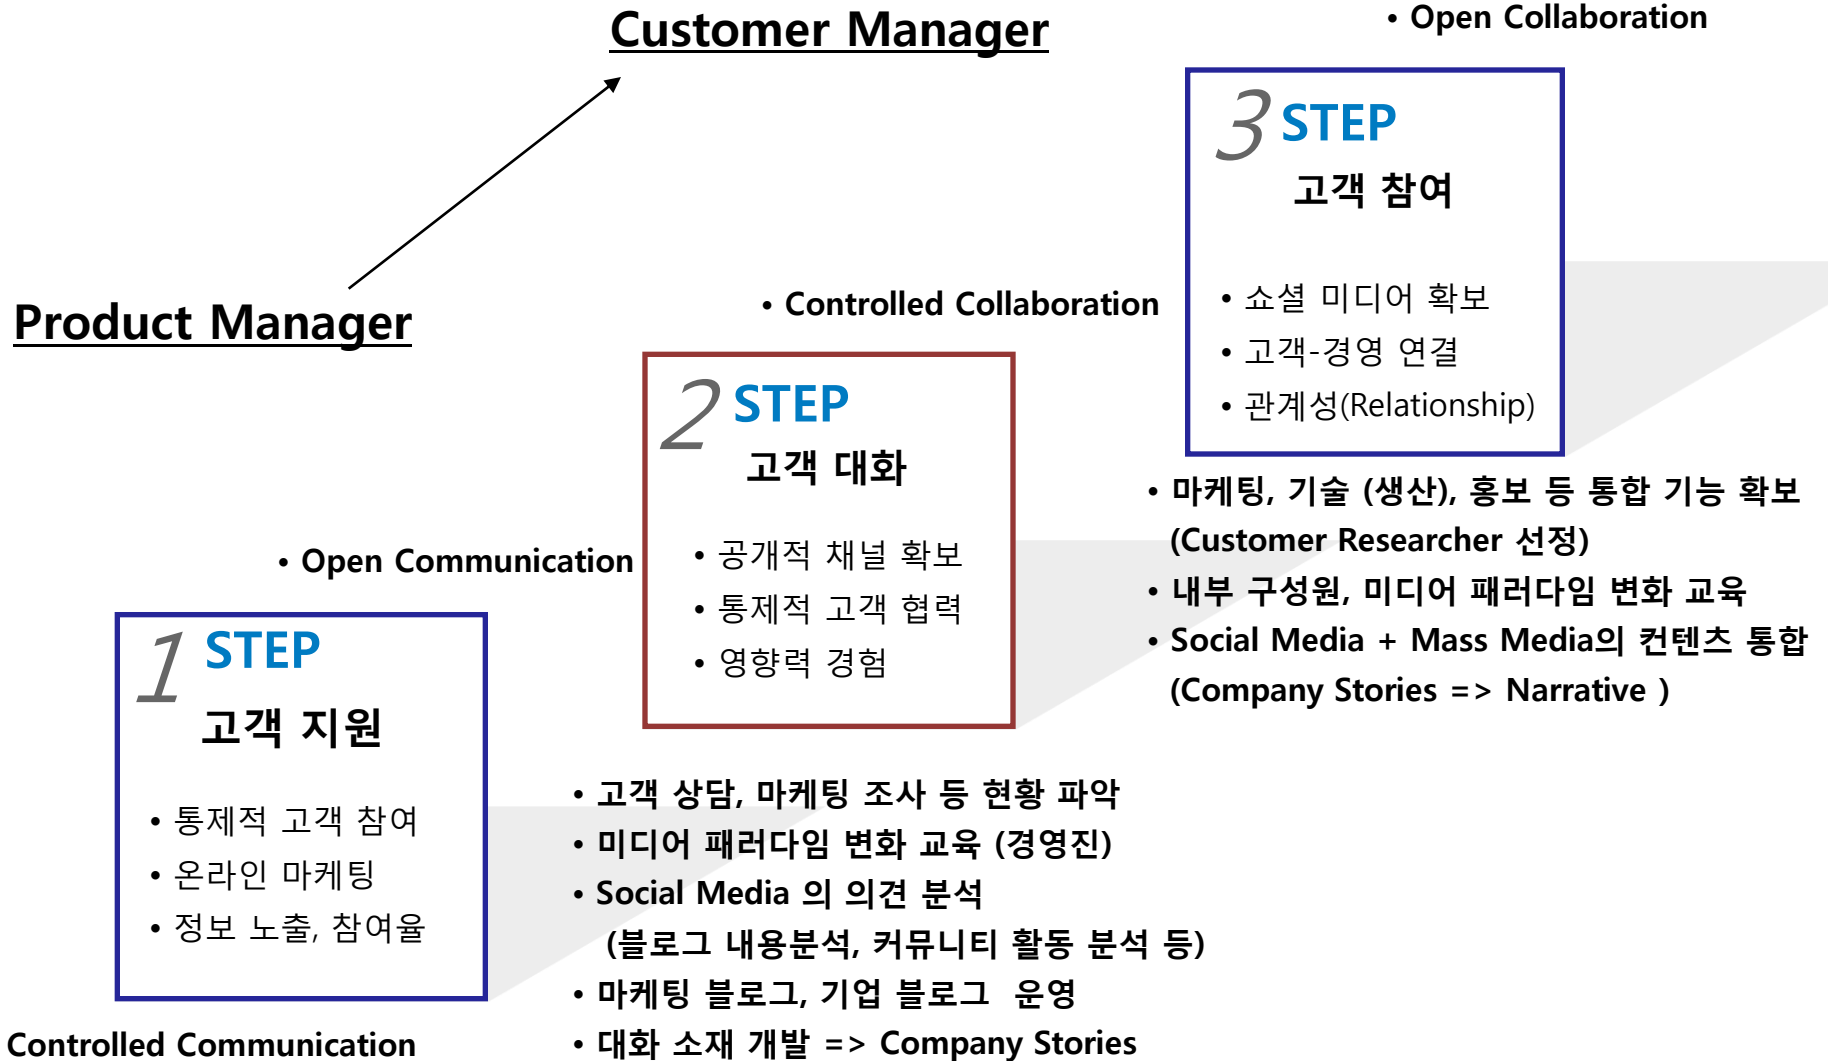 Customer Manager
• Open Collaboration
3 STEP
고객 참여
• 쇼셜 미디어 확보
• 고객-경영 연결
• 관계성(Relationship)
Product Manager
• Controlled Collaboration
2 STEP
고객 대화
• 공개적 채널 확보
• 통제적 고객 협력
• 영향력 경험
• 마케팅, 기술 (생산), 홍보 등 통합 기능 확보
(Customer Researcher 선정)
• 내부 구성원, 미디어 패러다임 변화 교육
• Social Media + Mass Media의 컨텐츠 통합
(Company Stories => Narrative )
• Open Communication
1 STEP
고객 지원
• 통제적 고객 참여
• 온라인 마케팅
• 정보 노출, 참여율
Controlled Communication
• 고객 상담, 마케팅 조사 등 현황 파악
• 미디어 패러다임 변화 교육 (경영진)
• Social Media 의 의견 분석
(블로그 내용분석, 커뮤니티 활동 분석 등)
• 마케팅 블로그, 기업 블로그 운영
• 대화 소재 개발 => Company Stories